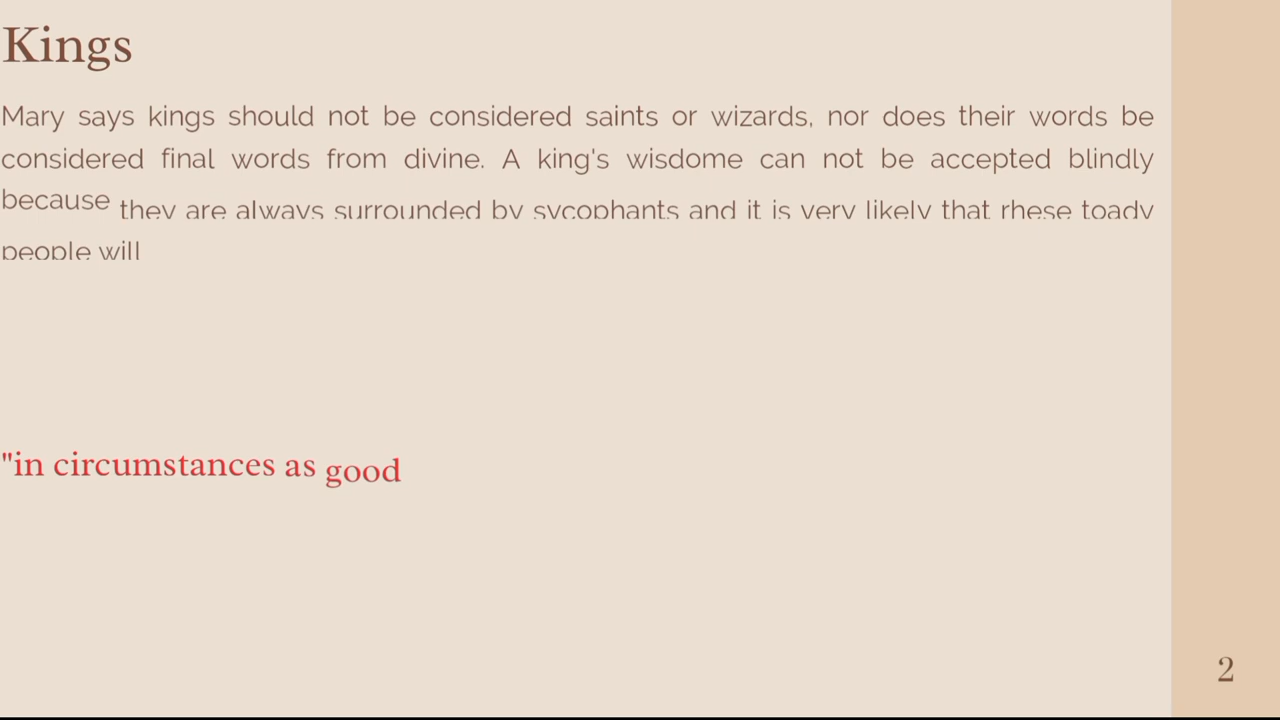 Kings
Mary says kings should not be considered saints or wizards, nor does their words be
considered final words from divine. A king's wisdome can not be accepted blindly
because they are always surrounded by sycophants and it is very likely that rhese toady
people will
"in circumstances as good
2